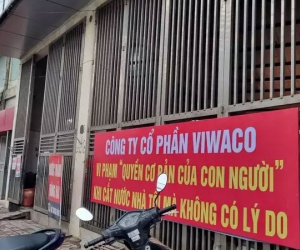 CÔNG TY CỔ PHẦN VIWACO
VI PHẠM "QUYỀN CƠ BẢN CỦA CON NGƯỜI"
KHI CẮT NƯỚC NHÀ TÔI MÀ KHÔNG CÓ LÝ DO